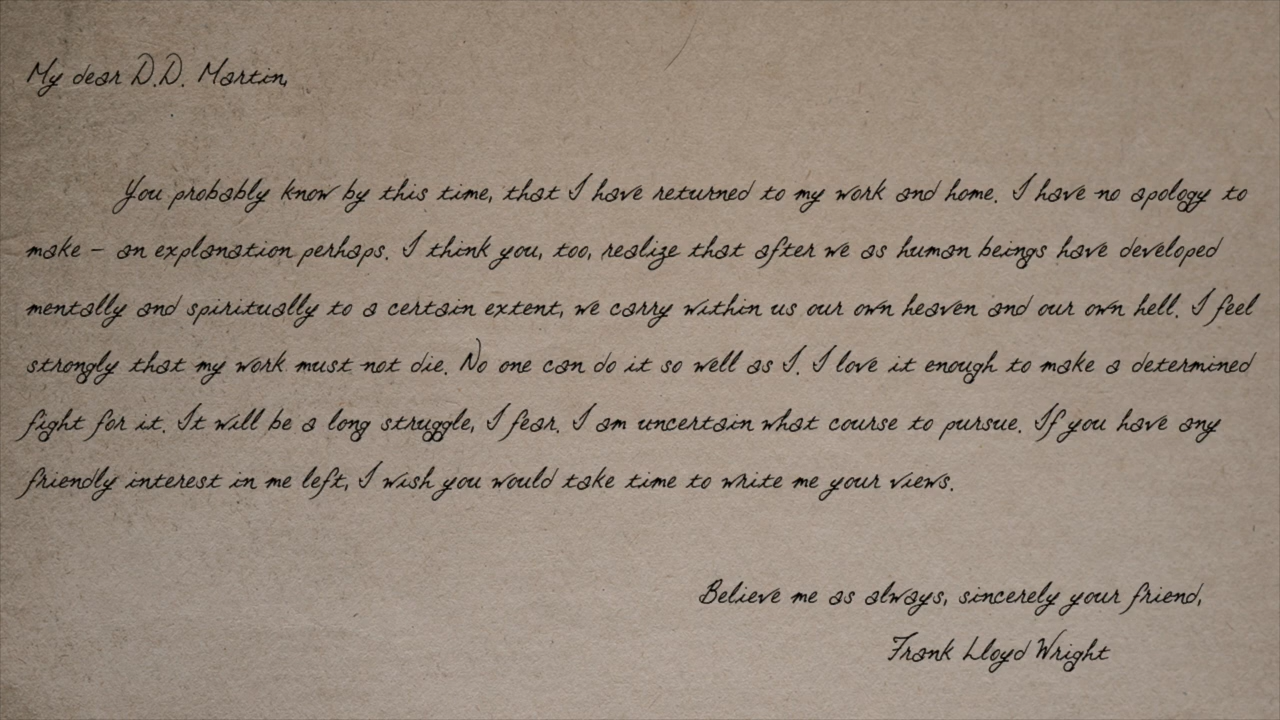 My dear D.D. Martin,
You probably know by this time, that I have returned to my work and home. I have no apology to
make – an explanation perhaps. I think you, too, realize that after we as human beings have developed
mentally and spiritually to a certain extent, we carry within us our own heaven and our own hell. I feel
strongly that my work must not die. No one can do it so well as I. I love it enough to make a determined
fight for it. It will be a long struggle, I fear. I am uncertain what course to pursue. If you have any
friendly interest in me left, I wish you would take time to write me your views.
Believe me as always, sincerely your friend,
Frank Lloyd Wright